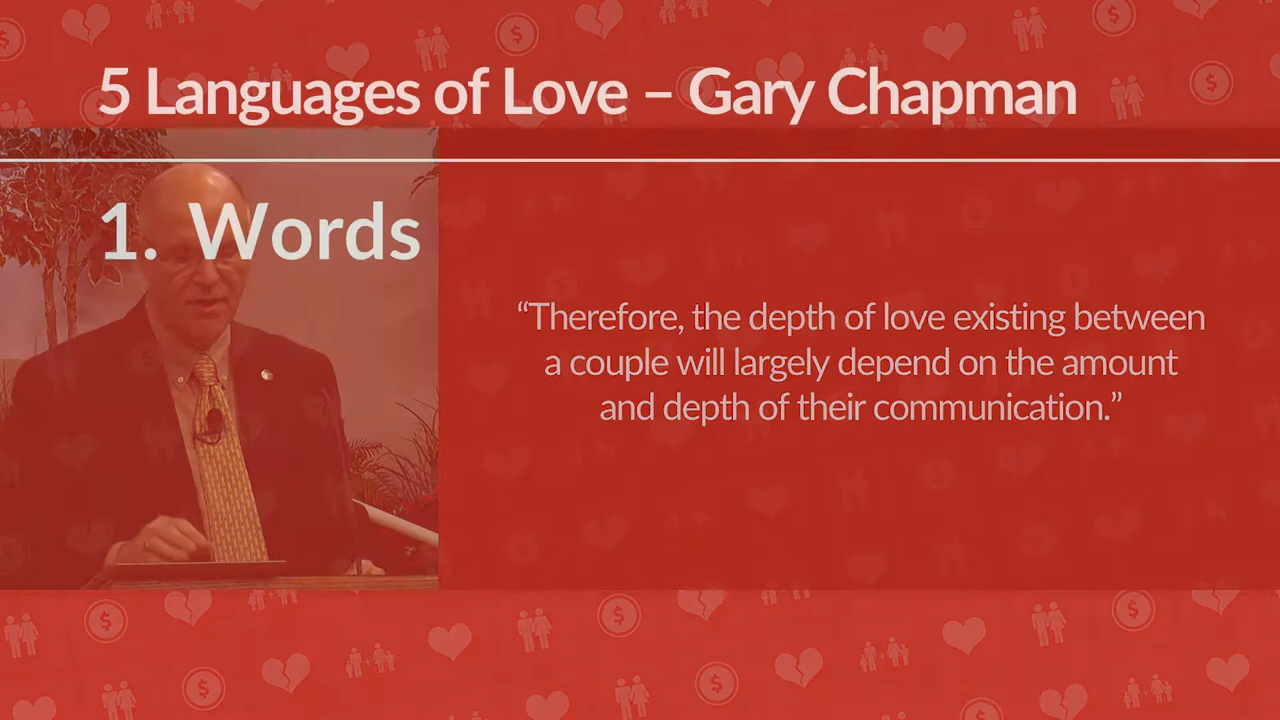 5 Languages of Love – Gary Chapman
1. Words
“Therefore, the depth of love existing between
a couple will largely depend on the amount
and depth of their communication.”